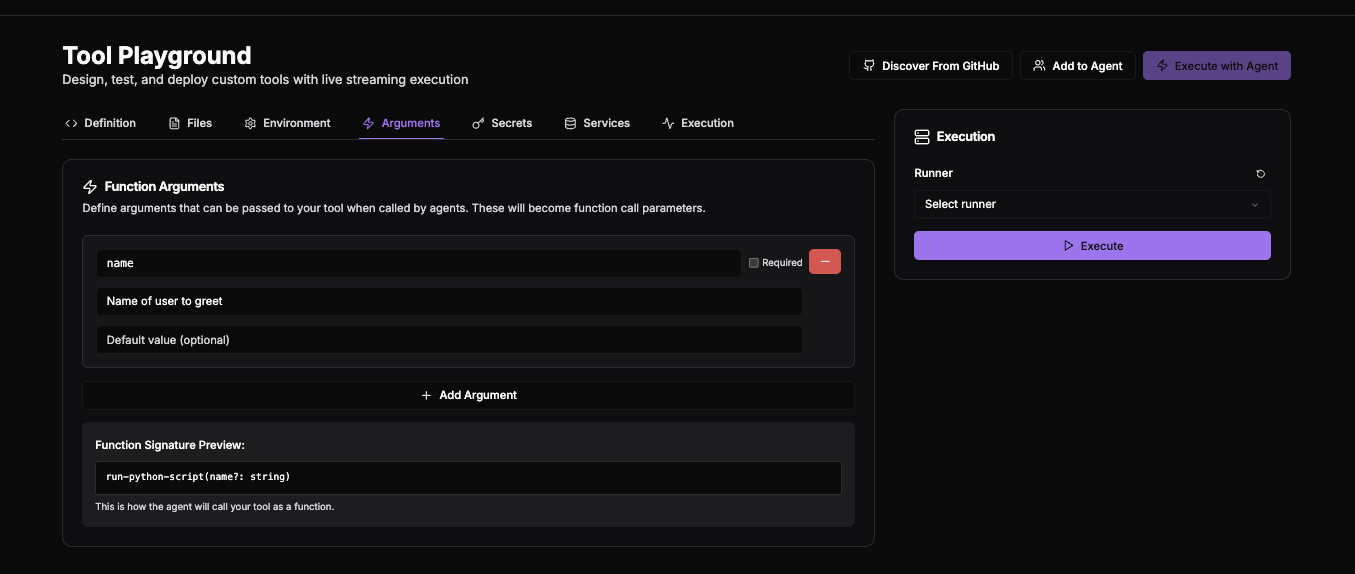 Tool Playground
Design, test, and deploy custom tools with live streaming execution
Discover From GitHub
Add to Agent
Execute with Agent
Definition
Files
Environment
Arguments
Secrets
Services
Execution
Function Arguments
Define arguments that can be passed to your tool when called by agents. These will become function call parameters.
name
Required
Name of user to greet
Default value (optional)
Add Argument
Function Signature Preview:
run-python-script(name?: string)
This is how the agent will call your tool as a function.
Execution
Runner
Select runner
Execute